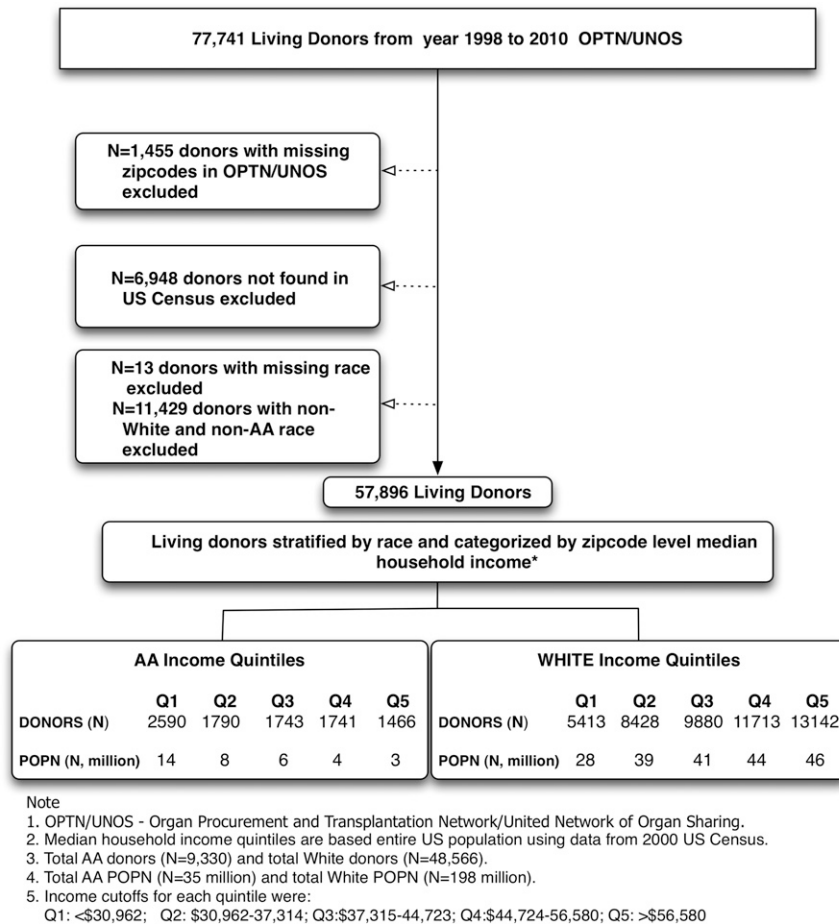 77,741 Living Donors from year 1998 to 2010 OPTN/UNOS
N=1,455 donors with missing
zipcodes in OPTN/UNOS
excluded
N=6,948 donors not found in
US Census excluded
N=13 donors with missing race
excluded
N=11,429 donors with non-
White and non-AA race
excluded
57,896 Living Donors
Living donors stratified by race and categorized by zipcode level median
household income*
AA Income Quintiles
Q1 Q2 Q3 Q4 Q5
DONORS (N) 2590 1790 1743 1741 1466
POPN (N, million) 14 8 6 4 3
WHITE Income Quintiles
Q1 Q2 Q3 Q4 Q5
DONORS (N) 5413 8428 9880 11713 13142
POPN (N, million) 28 39 41 44 46
Note
1. OPTN/UNOS - Organ Procurement and Transplantation Network/United Network of Organ Sharing.
2. Median household income quintiles are based entire US population using data from 2000 US Census.
3. Total AA donors (N=9,330) and total White donors (N=48,566).
4. Total AA POPN (N=35 million) and total White POPN (N=198 million).
5. Income cutoffs for each quintile were:
Q1: <$30,962; Q2: $30,962-37,314; Q3:$37,315-44,723; Q4:$44,724-56,580; Q5: >$56,580